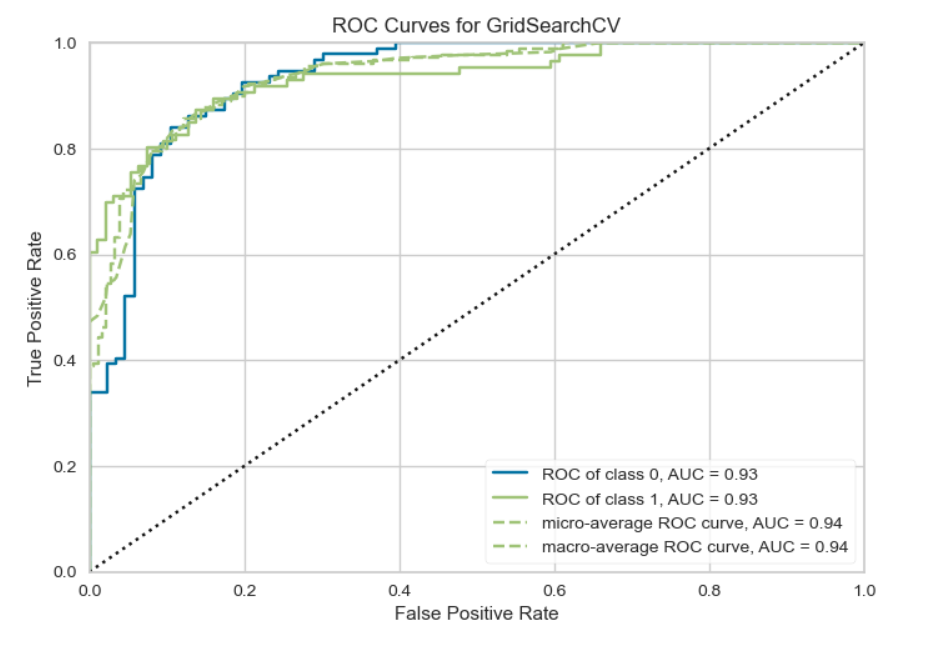 ROC Curves for GridSearchCV
1.0
0.8
0.6
0.4
0.2
0.0
True Positive Rate
ROC of class 0, AUC = 0.93
ROC of class 1, AUC = 0.93
micro-average ROC curve, AUC = 0.94
macro-average ROC curve, AUC = 0.94
0.0 0.2 0.4 0.6 0.8 1.0
False Positive Rate